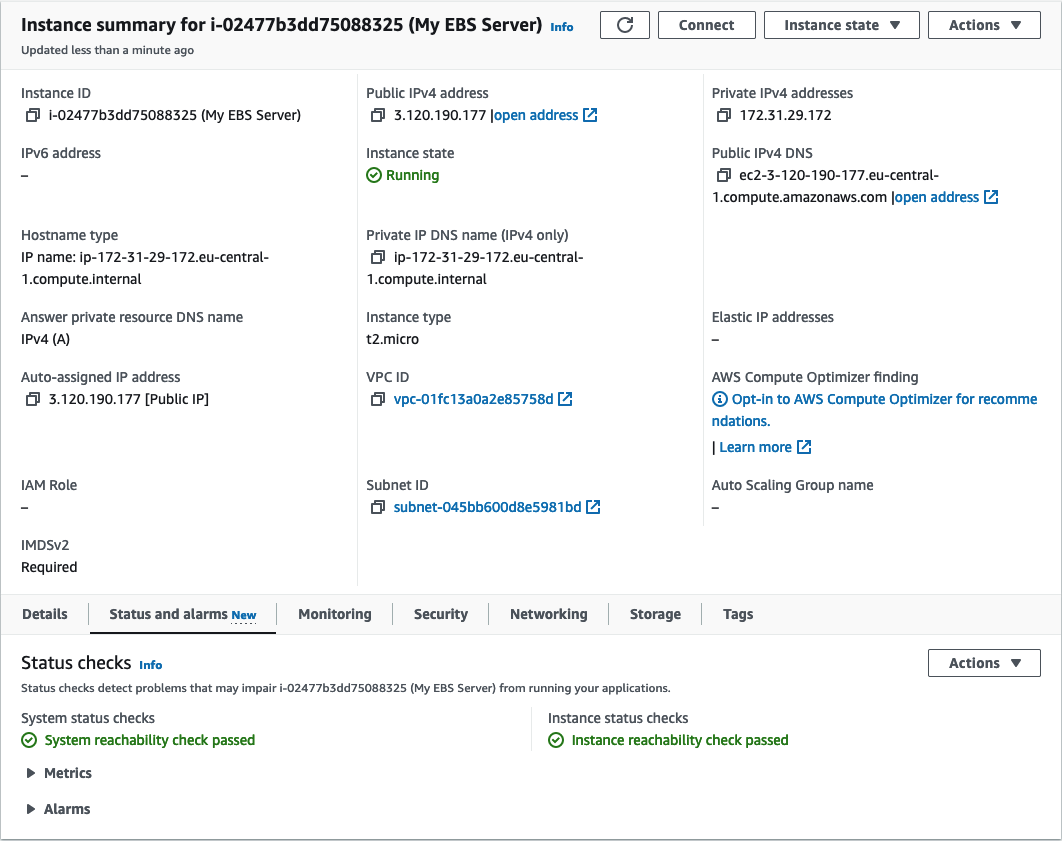 Instance summary for i-02477b3dd75088325 (My EBS Server) Info
Updated less than a minute ago
Connect
Instance state
Actions
Instance ID
i-02477b3dd75088325 (My EBS Server)
Public IPv4 address
3.120.190.177 |open address
Private IPv4 addresses
172.31.29.172
IPv6 address
–
Instance state
Running
Public IPv4 DNS
ec2-3-120-190-177.eu-central-
1.compute.amazonaws.com |open address
Hostname type
IP name: ip-172-31-29-172.eu-central-
1.compute.internal
Private IP DNS name (IPv4 only)
ip-172-31-29-172.eu-central-
1.compute.internal
Answer private resource DNS name
IPv4 (A)
Instance type
t2.micro
Elastic IP addresses
–
Auto-assigned IP address
3.120.190.177 [Public IP]
VPC ID
vpc-01fc13a0a2e85758d
AWS Compute Optimizer finding
Opt-in to AWS Compute Optimizer for recomme
ndations.
| Learn more
IAM Role
–
Subnet ID
subnet-045bb600d8e5981bd
Auto Scaling Group name
–
IMDSv2
Required
Details
Status and alarms New
Monitoring
Security
Networking
Storage
Tags
Status checks Info
Actions
Status checks detect problems that may impair i-02477b3dd75088325 (My EBS Server) from running your applications.
System status checks
System reachability check passed
Instance status checks
Instance reachability check passed
Metrics
Alarms